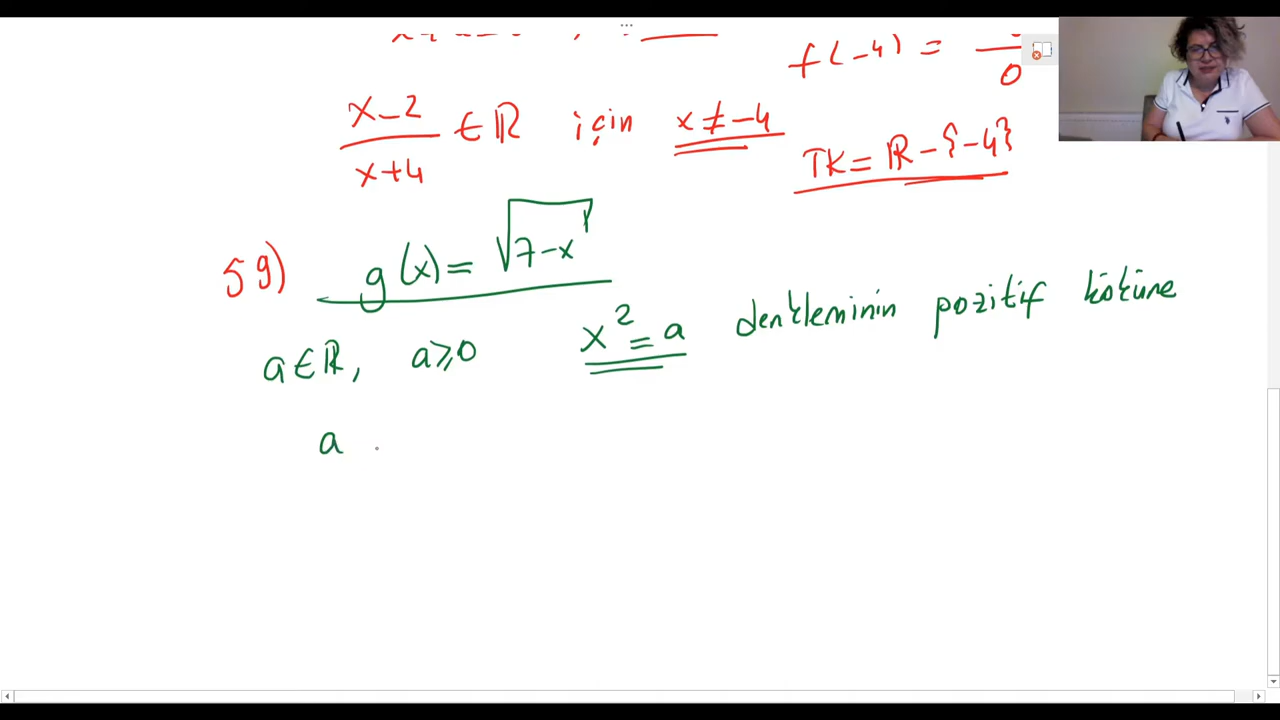 f(-4) = — 0
x-2 / x+4 ∈ ℝ için x ≠ -4
TK = ℝ - {-4}
59) g(x) = √7-x
a ∈ ℝ, a ≥ 0 x² = a denkleminin pozitif köküne
a